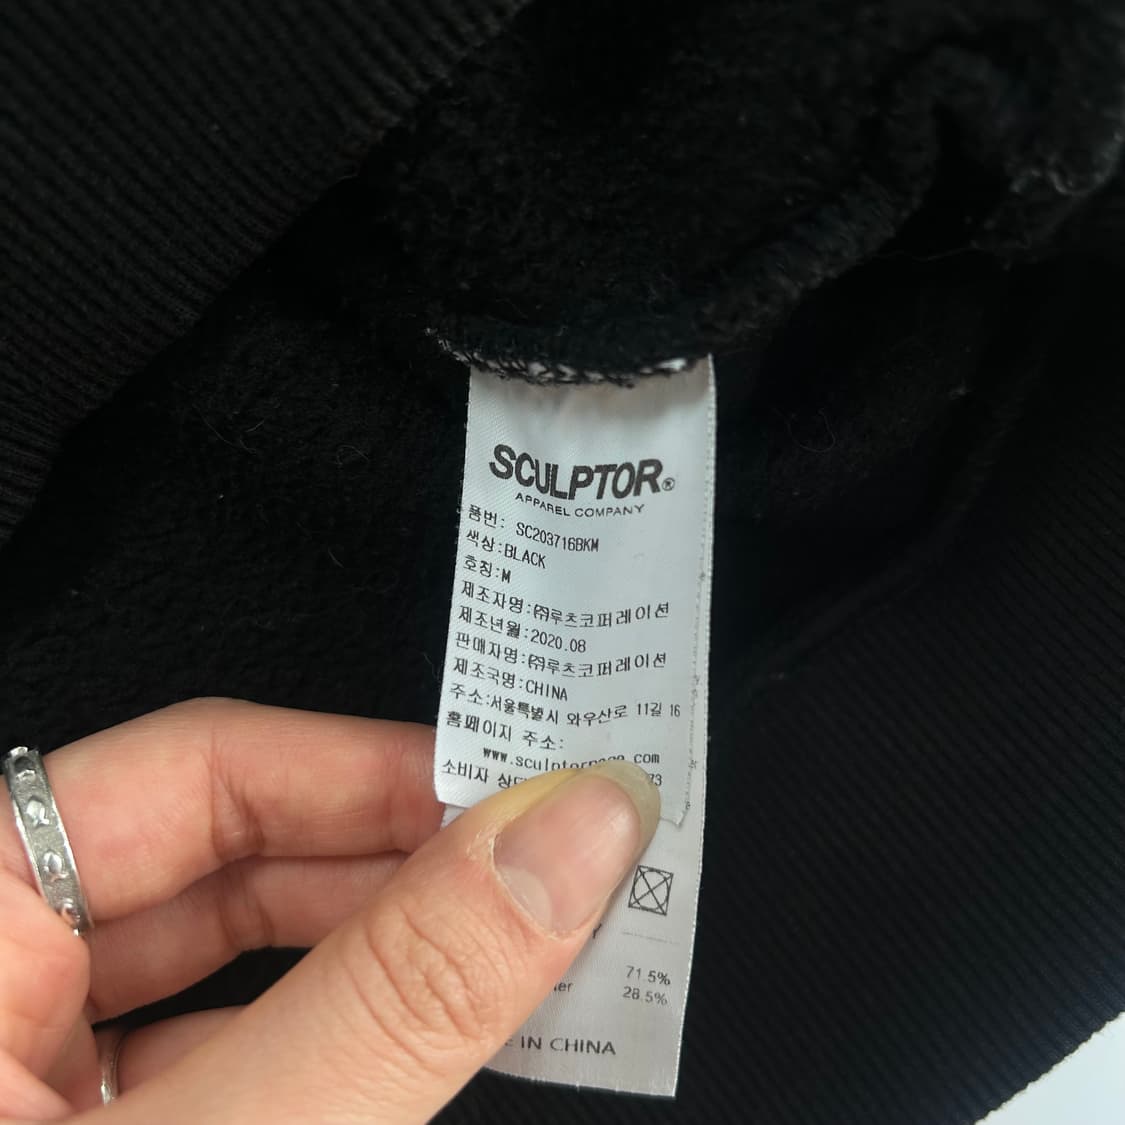 SCULPTOR®
APPAREL COMPANY
품번: SC203716BKM
색상:BLACK
호칭:M
제조자명:㈜루츠코퍼레이션
제조년월:2020.08
판매자명:㈜루츠코퍼레이션
제조국명:CHINA
주소:서울특별시 와우산로 11길 16
홈페이지 주소:
소비자
71.5%
28.5%
IN CHINA